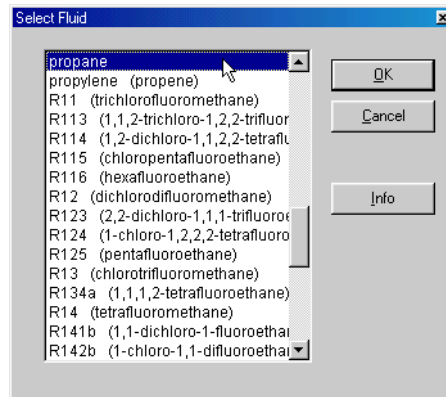 Select Fluid
propane
propylene (propene)
R11 (trichlorofluoromethane)
R113 (1,1,2-trichloro-1,2,2-trifluor
R114 (1,2-dichloro-1,1,2,2-tetraflu
R115 (chloropentafluoroethane)
R116 (hexafluoroethane)
R12 (dichlorodifluoromethane)
R123 (2,2-dichloro-1,1,1-trifluoroe
R124 (1-chloro-1,2,2,2-tetrafluoro
R125 (pentafluoroethane)
R13 (chlorotrifluoromethane)
R134a (1,1,1,2-tetrafluoroethane)
R14 (tetrafluoromethane)
R141b (1,1-dichloro-1-fluoroethan
R142b (1-chloro-1,1-difluoroethan
OK
Cancel
Info